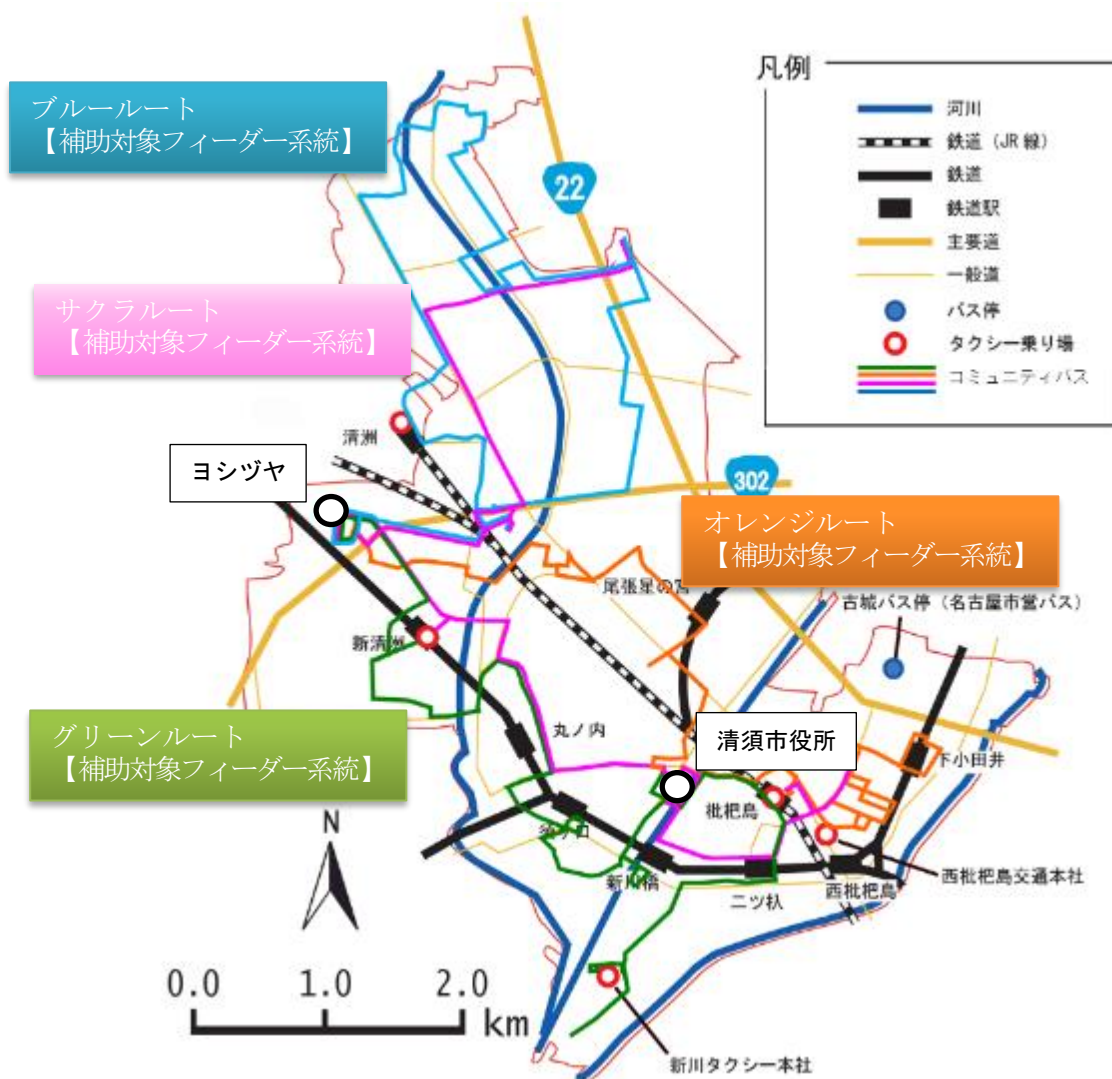 凡例
ブルールート
【補助対象フィーダー系統】
河川
鉄道（JR線）
鉄道
鉄道駅
主要道
一般道
バス停
タクシー乗り場
コミュニティバス
22
サクラルート
【補助対象フィーダー系統】
清洲
ヨシヅヤ
302
オレンジルート
【補助対象フィーダー系統】
尾張星の宮
古城バス停（名古屋市営バス）
新清洲
グリーンルート
【補助対象フィーダー系統】
丸ノ内
清須市役所
下小田井
枇杷島
N
須ケ口
新川橋
二ツ杁
西枇杷島
西枇杷島交通本社
0.0 1.0 2.0
km
新川タクシー本社